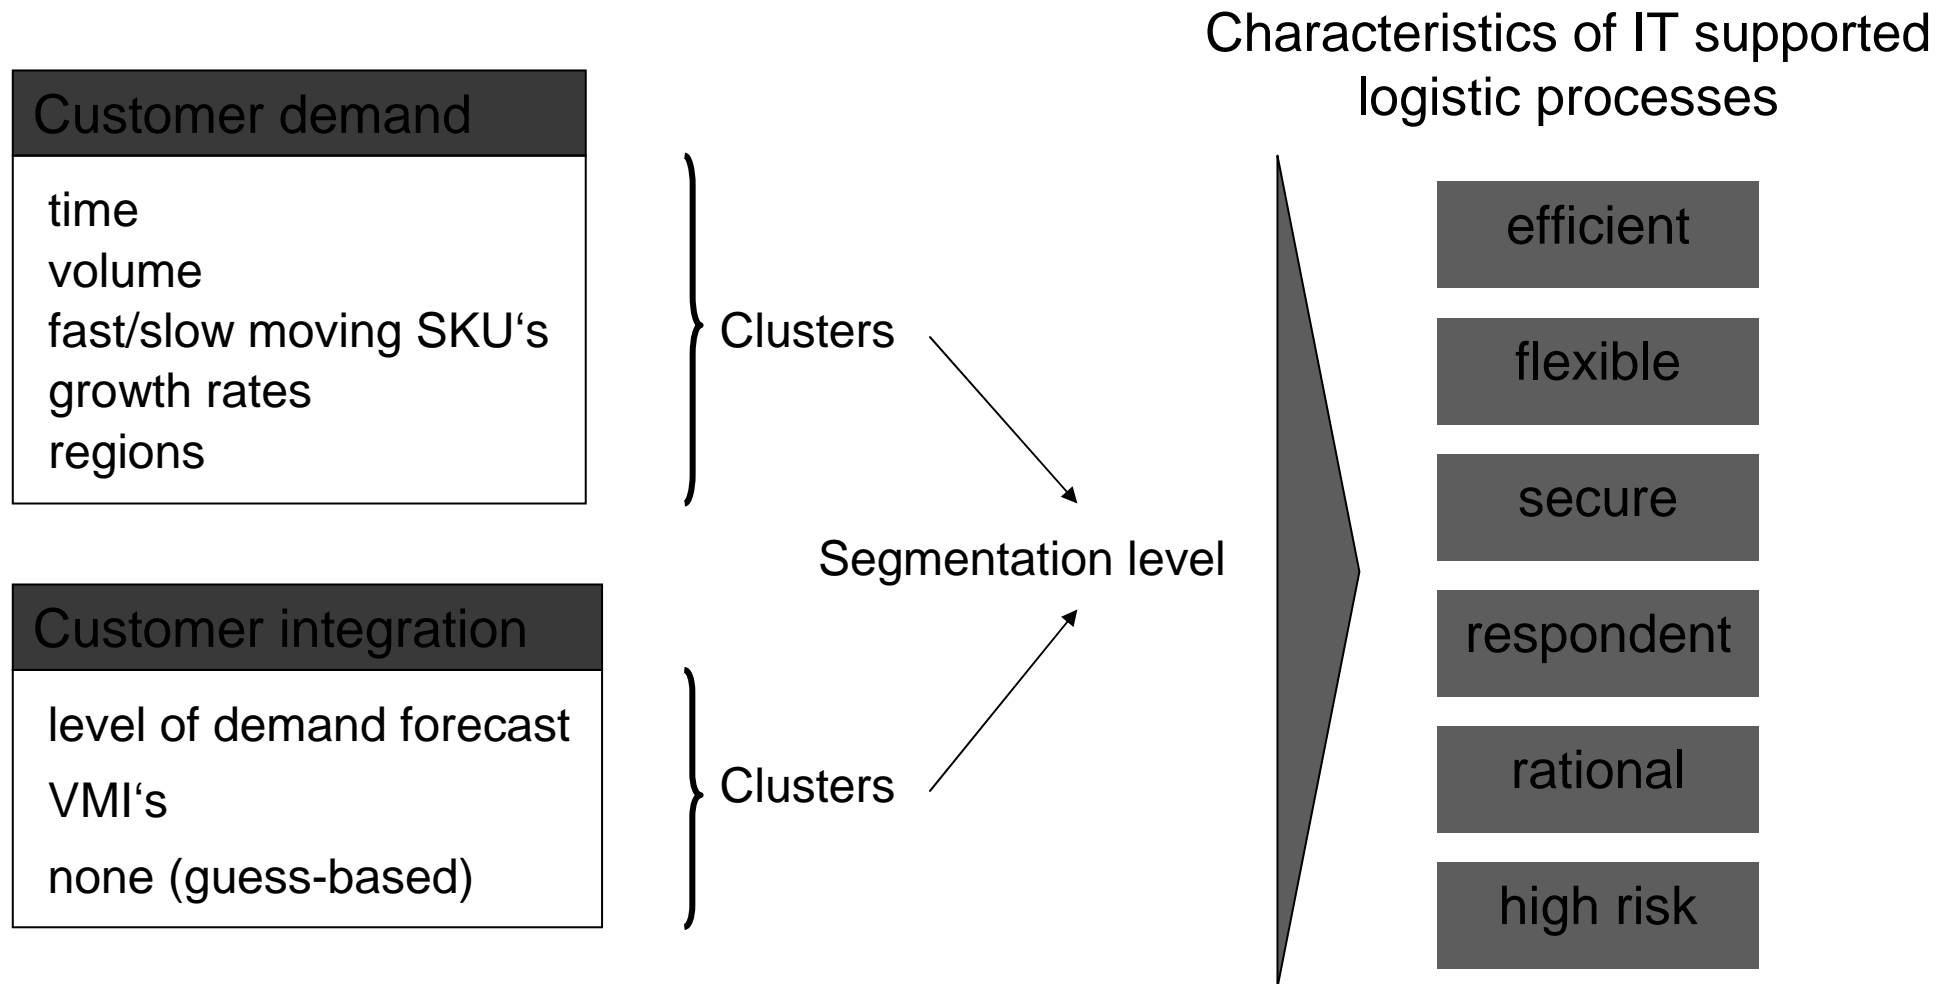 Characteristics of IT supported
logistic processes
Customer demand
time
volume
fast/slow moving SKU‘s
growth rates
regions
Clusters
Segmentation level
Customer integration
level of demand forecast
VMI‘s
none (guess-based)
Clusters
efficient
flexible
secure
respondent
rational
high risk